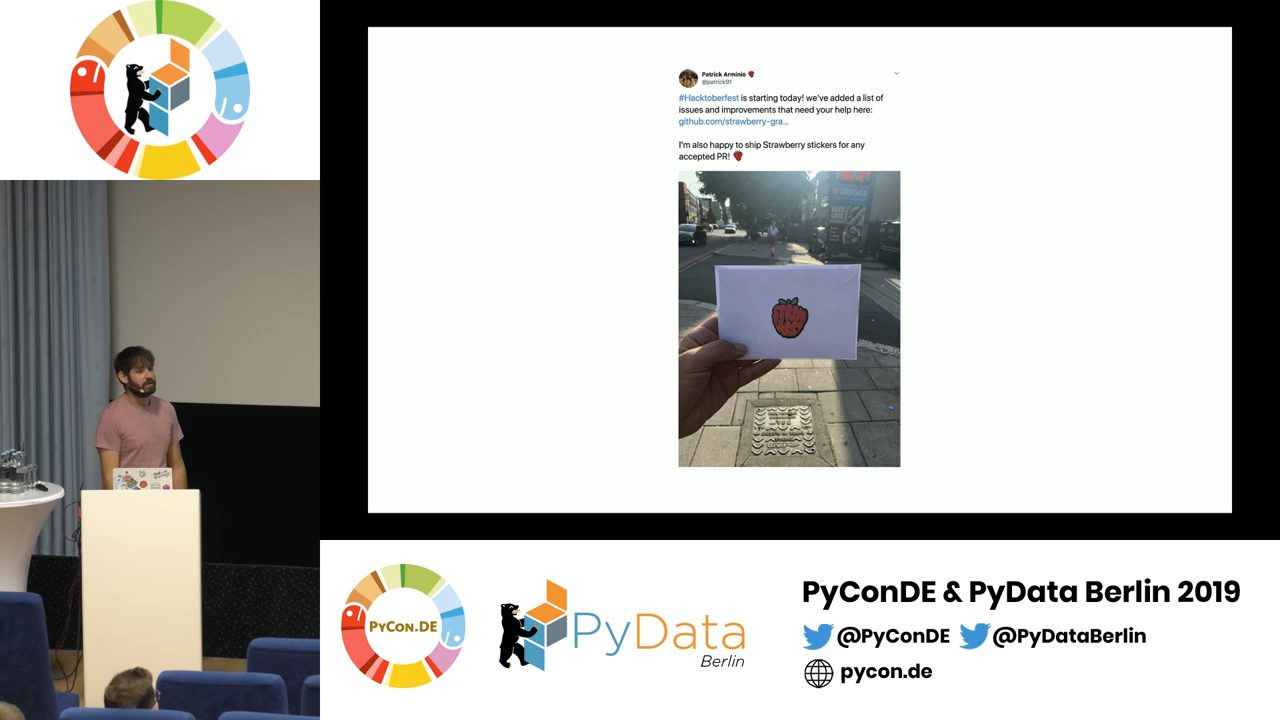 Patrick Arminio
@patrick91
#Hacktoberfest is starting today! we've added a list of
issues and improvements that need your help here:
github.com/strawberry-gra...
I'm also happy to ship Strawberry stickers for any
accepted PR!
PyCon.DE
PyData
Berlin
PyConDE & PyData Berlin 2019
@PyConDE @PyDataBerlin
pycon.de